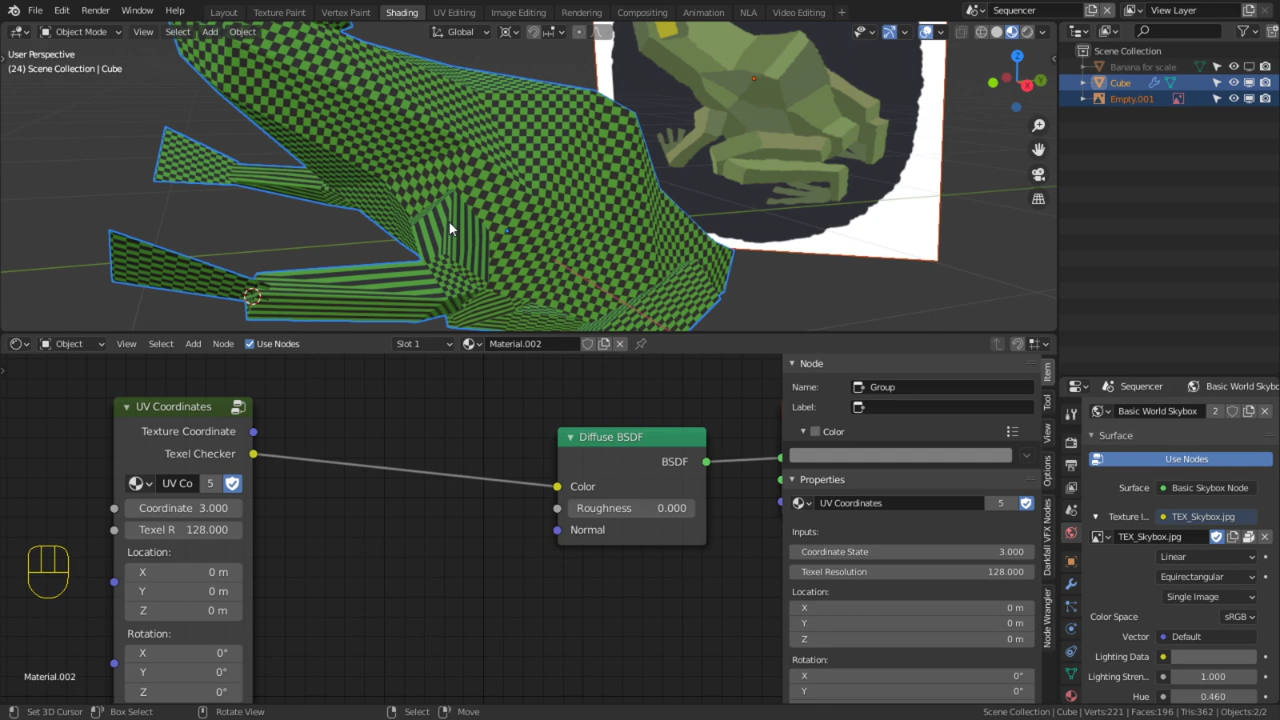 File Edit Render Window Help Layout Texture Paint Vertex Paint Shading UV Editing Image Editing Rendering Compositing Animation NLA Video Editing + Sequencer View Layer
Object Mode View Select Add Object Global
User Perspective
(24) Scene Collection | Cube
Z
Y
X
Scene Collection
Banana for scale
Cube
Empty.001
Object View Select Add Node Use Nodes Slot 1 Material.002
UV Coordinates
Texture Coordinate
Texel Checker
UV Co 5
Coordinate 3.000
Texel R 128.000
Location:
X 0 m
Y 0 m
Z 0 m
Rotation:
X 0°
Y 0°
Z 0°
Material.002
Diffuse BSDF
BSDF
Color
Roughness 0.000
Normal
Node
Name: Group
Label:
Color
Properties
UV Coordinates 5
Inputs:
Coordinate State 3.000
Texel Resolution 128.000
Location:
X 0 m
Y 0 m
Z 0 m
Rotation:
X 0°
Y 0°
Item
Tool
View
Options
Darkfall VFX Nodes
Node Wrangler
Sequencer Basic World Skybo
Basic World Skybox 2
Surface
Use Nodes
Surface Basic Skybox Node
Texture I... TEX_Skybox.jpg
TEX_Skybox.jpg
Linear
Equirectangular
Single Image
Color Space sRGB
Vector Default
Lighting Data
Lighting Stren... 1.000
Hue 0.460
Set 3D Cursor Box Select Rotate View Select Move Scene Collection | Cube | Verts:221 | Faces:196 | Tris:362 | Objects:2/2